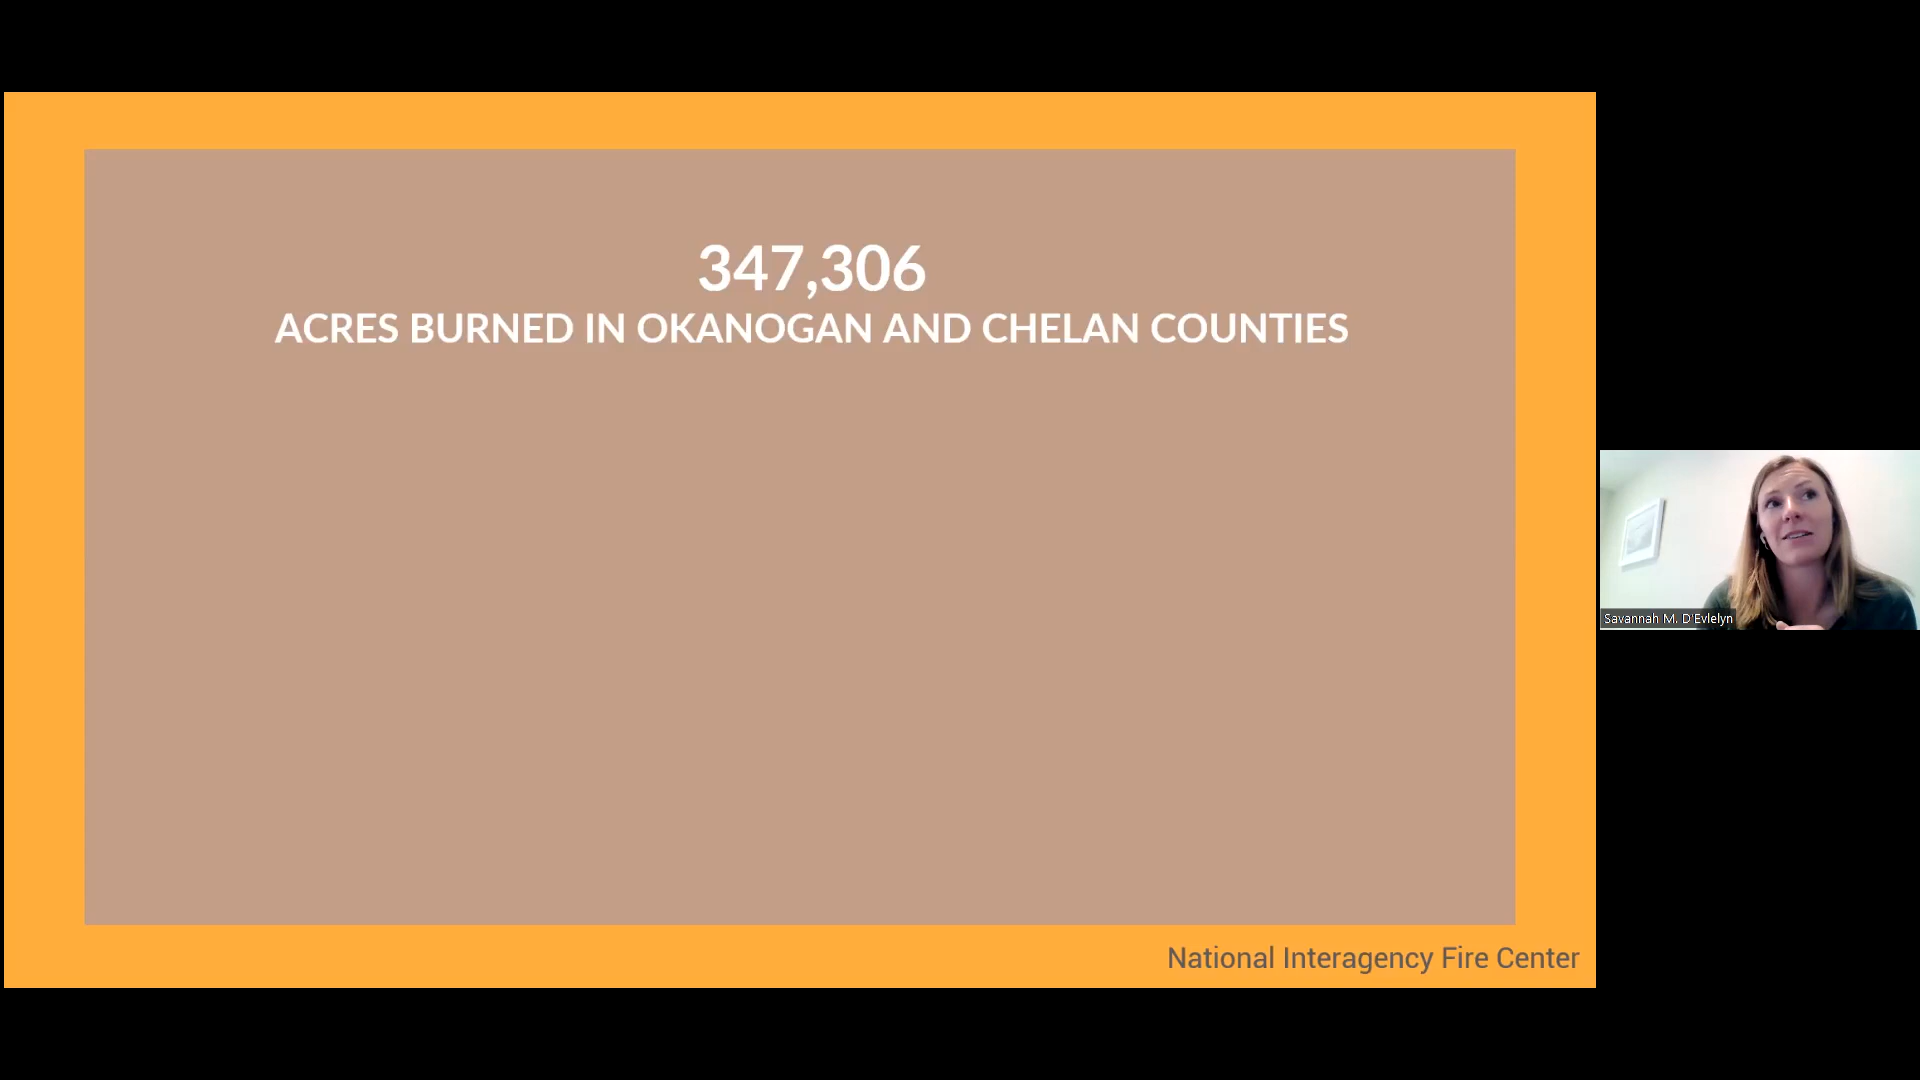 347,306
ACRES BURNED IN OKANOGAN AND CHELAN COUNTIES
Savannah M. D'Evlelyn
National Interagency Fire Center